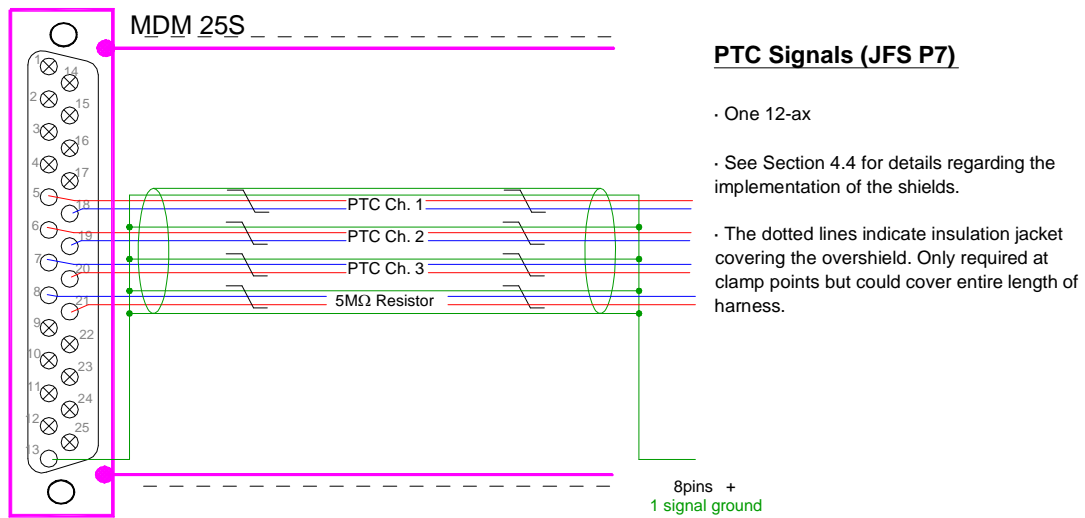 MDM 25S
1
14
2
15
3
16
4
17
5
18
6
19
7
20
8
21
9
22
10
23
11
24
12
25
13
PTC Ch. 1
PTC Ch. 2
PTC Ch. 3
5MΩ Resistor
8pins +
1 signal ground
PTC Signals (JFS P7)
· One 12-ax
· See Section 4.4 for details regarding the
implementation of the shields.
· The dotted lines indicate insulation jacket
covering the overshield. Only required at
clamp points but could cover entire length of
harness.